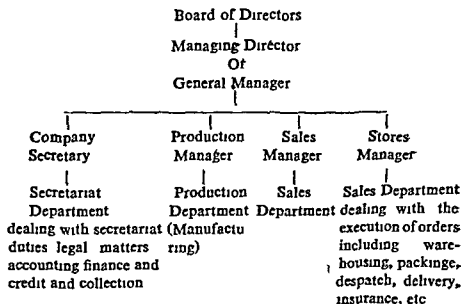 Board of Directors
Managing Director
Or
General Manager
Company Secretary
Production Manager
Sales Manager
Stores Manager
Secretariat Department
dealing with secretariat
duties legal matters
accounting finance and
credit and collection
Production
Department
(Manufactu
ring)
Sales
Department
Sales Department
dealing with the
execution of orders
including ware-
housing, packinge,
despatch, delivery,
insurance, etc